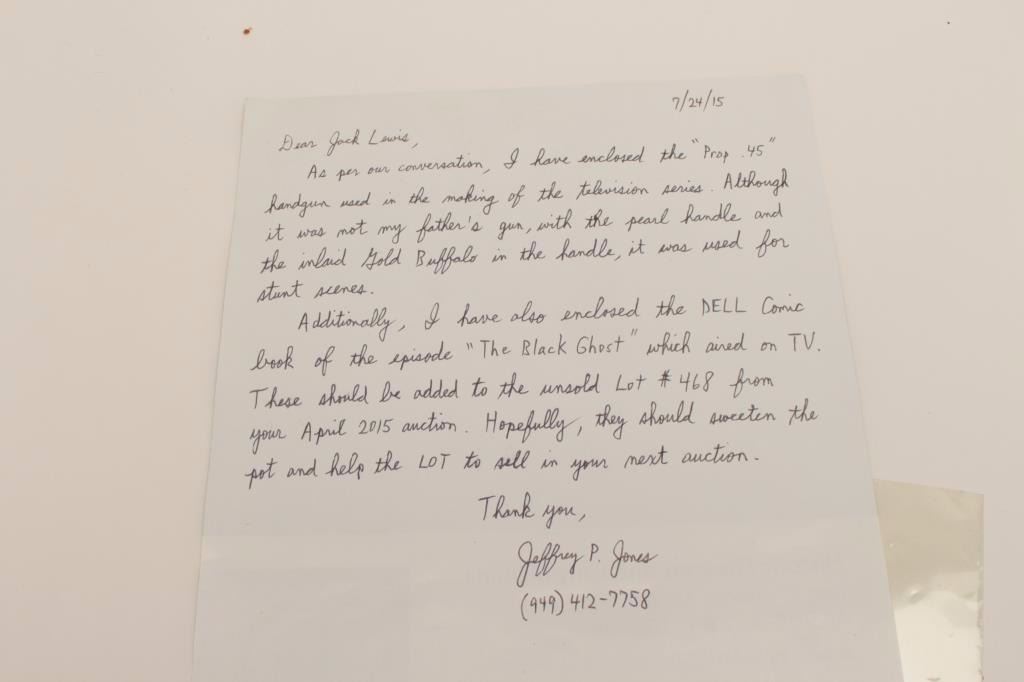 7/24/15
Dear Jack Lewis,
As per our conversation, I have enclosed the "Prop .45"
handgun used in the making of the television series. Although
it was not my father's gun, with the pearl handle and
the inlaid Gold Buffalo in the handle, it was used for
stunt scenes.
Additionally, I have also enclosed the DELL Comic
book of the episode "The Black Ghost" which aired on TV.
These should be added to the unsold Lot # 468 from
your April 2015 auction. Hopefully, they should sweeten the
pot and help the LOT to sell in your next auction.
Thank you,
Jeffrey P. Jones
(949) 412-7758